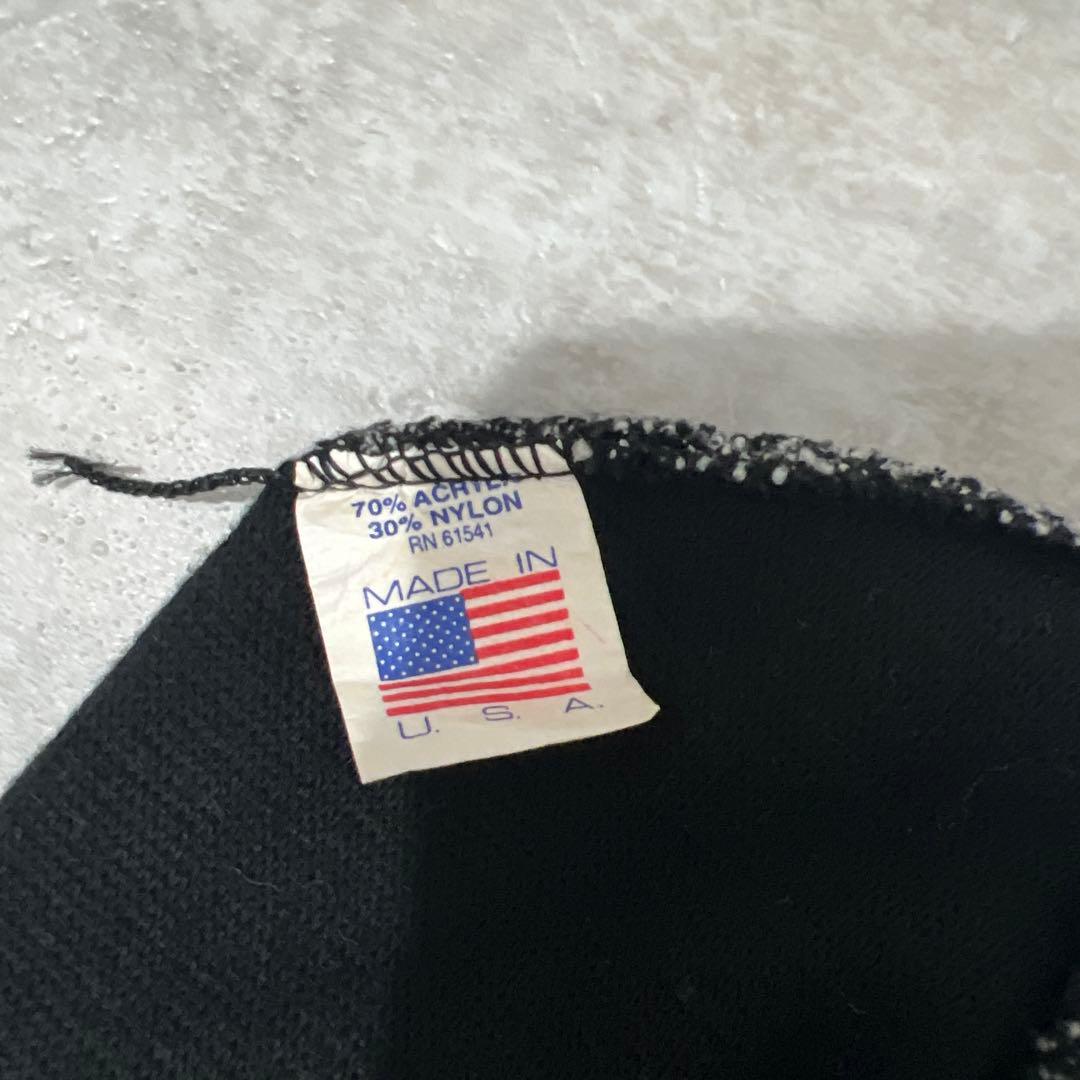 70% ACRYLIC
30% NYLON
RN 61541
MADE IN
U. S. A.